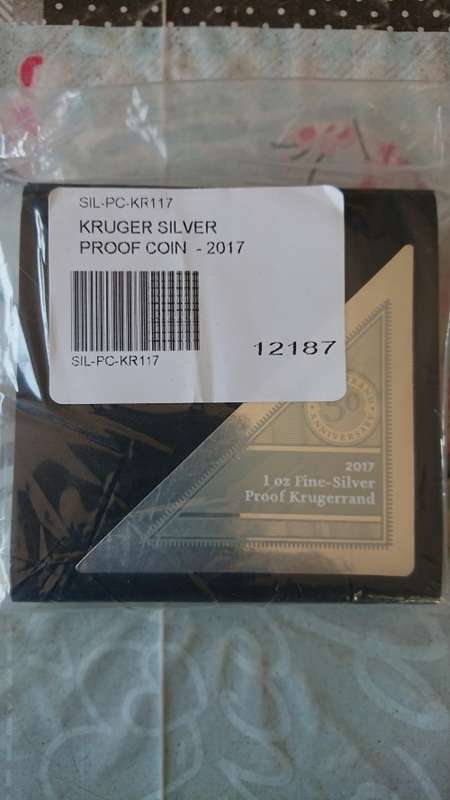 SIL-PC-KR117
KRUGER SILVER
PROOF COIN - 2017
SIL-PC-KR117
12187
ANNIVERSARY
2017
1 oz Fine-Silver
Proof Krugerrand